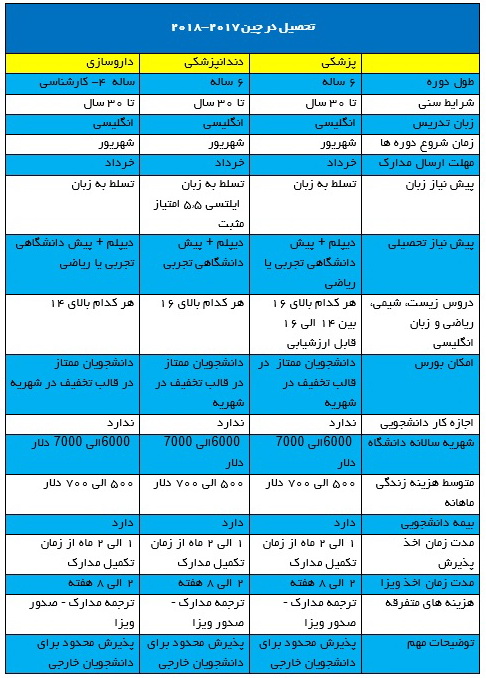 تحصیل در چین ۲۰۱۷-۲۰۱۸
پزشکی
دندانپزشکی
داروسازی
طول دوره
۶ ساله
۶ ساله
ساله ۴- کارشناسی
شرایط سنی
تا ۳۰ سال
تا ۳۰ سال
تا ۳۰ سال
زبان تدریس
انگلیسی
انگلیسی
انگلیسی
زمان شروع دوره ها
شهریور
شهریور
شهریور
مهلت ارسال مدارک
خرداد
خرداد
خرداد
پیش نیاز زبان
تسلط به زبان
تسلط به زبان
ایلتسی ۵٫۵ امتیاز
مثبت
تسلط به زبان
پیش نیاز تحصیلی
دیپلم + پیش
دانشگاهی تجربی یا
ریاضی
دیپلم + پیش
دانشگاهی تجربی
دیپلم + پیش دانشگاهی
تجربی یا ریاضی
دروس زیست، شیمی،
ریاضی و زبان
انگلیسی
هر کدام بالای ۱۶
بین ۱۴ الی ۱۶
قابل ارزشیابی
هر کدام بالای ۱۶
هر کدام بالای ۱۴
امکان بورس
دانشجویان ممتاز در
قالب تخفیف در
شهریه
دانشجویان ممتاز
در قالب تخفیف در
شهریه
دانشجویان ممتاز
در قالب تخفیف در شهریه
اجازه کار دانشجویی
ندارد
ندارد
ندارد
شهریه سالانه دانشگاه
6000الی 7000
دلار
6000الی 7000
دلار
6000الی 7000 دلار
متوسط هزینه زندگی
ماهانه
۵۰۰ الی ۷۰۰ دلار
۵۰۰ الی ۷۰۰ دلار
۵۰۰ الی ۷۰۰ دلار
بیمه دانشجویی
دارد
دارد
دارد
مدت زمان اخذ
پذیرش
۱ الی ۲ ماه از زمان
تکمیل مدارک
۱ الی ۲ ماه از زمان
تکمیل مدارک
۱ الی ۲ ماه از زمان
تکمیل مدارک
مدت زمان اخذ ویزا
۲ الی ۸ هفته
۲ الی ۸ هفته
۲ الی ۸ هفته
هزینه های متفرقه
ترجمه مدارک -
صدور ویزا
ترجمه مدارک -
صدور ویزا
ترجمه مدارک - صدور
ویزا
توضیحات مهم
پذیرش محدود برای
دانشجویان خارجی
پذیرش محدود برای
دانشجویان خارجی
پذیرش محدود برای
دانشجویان خارجی